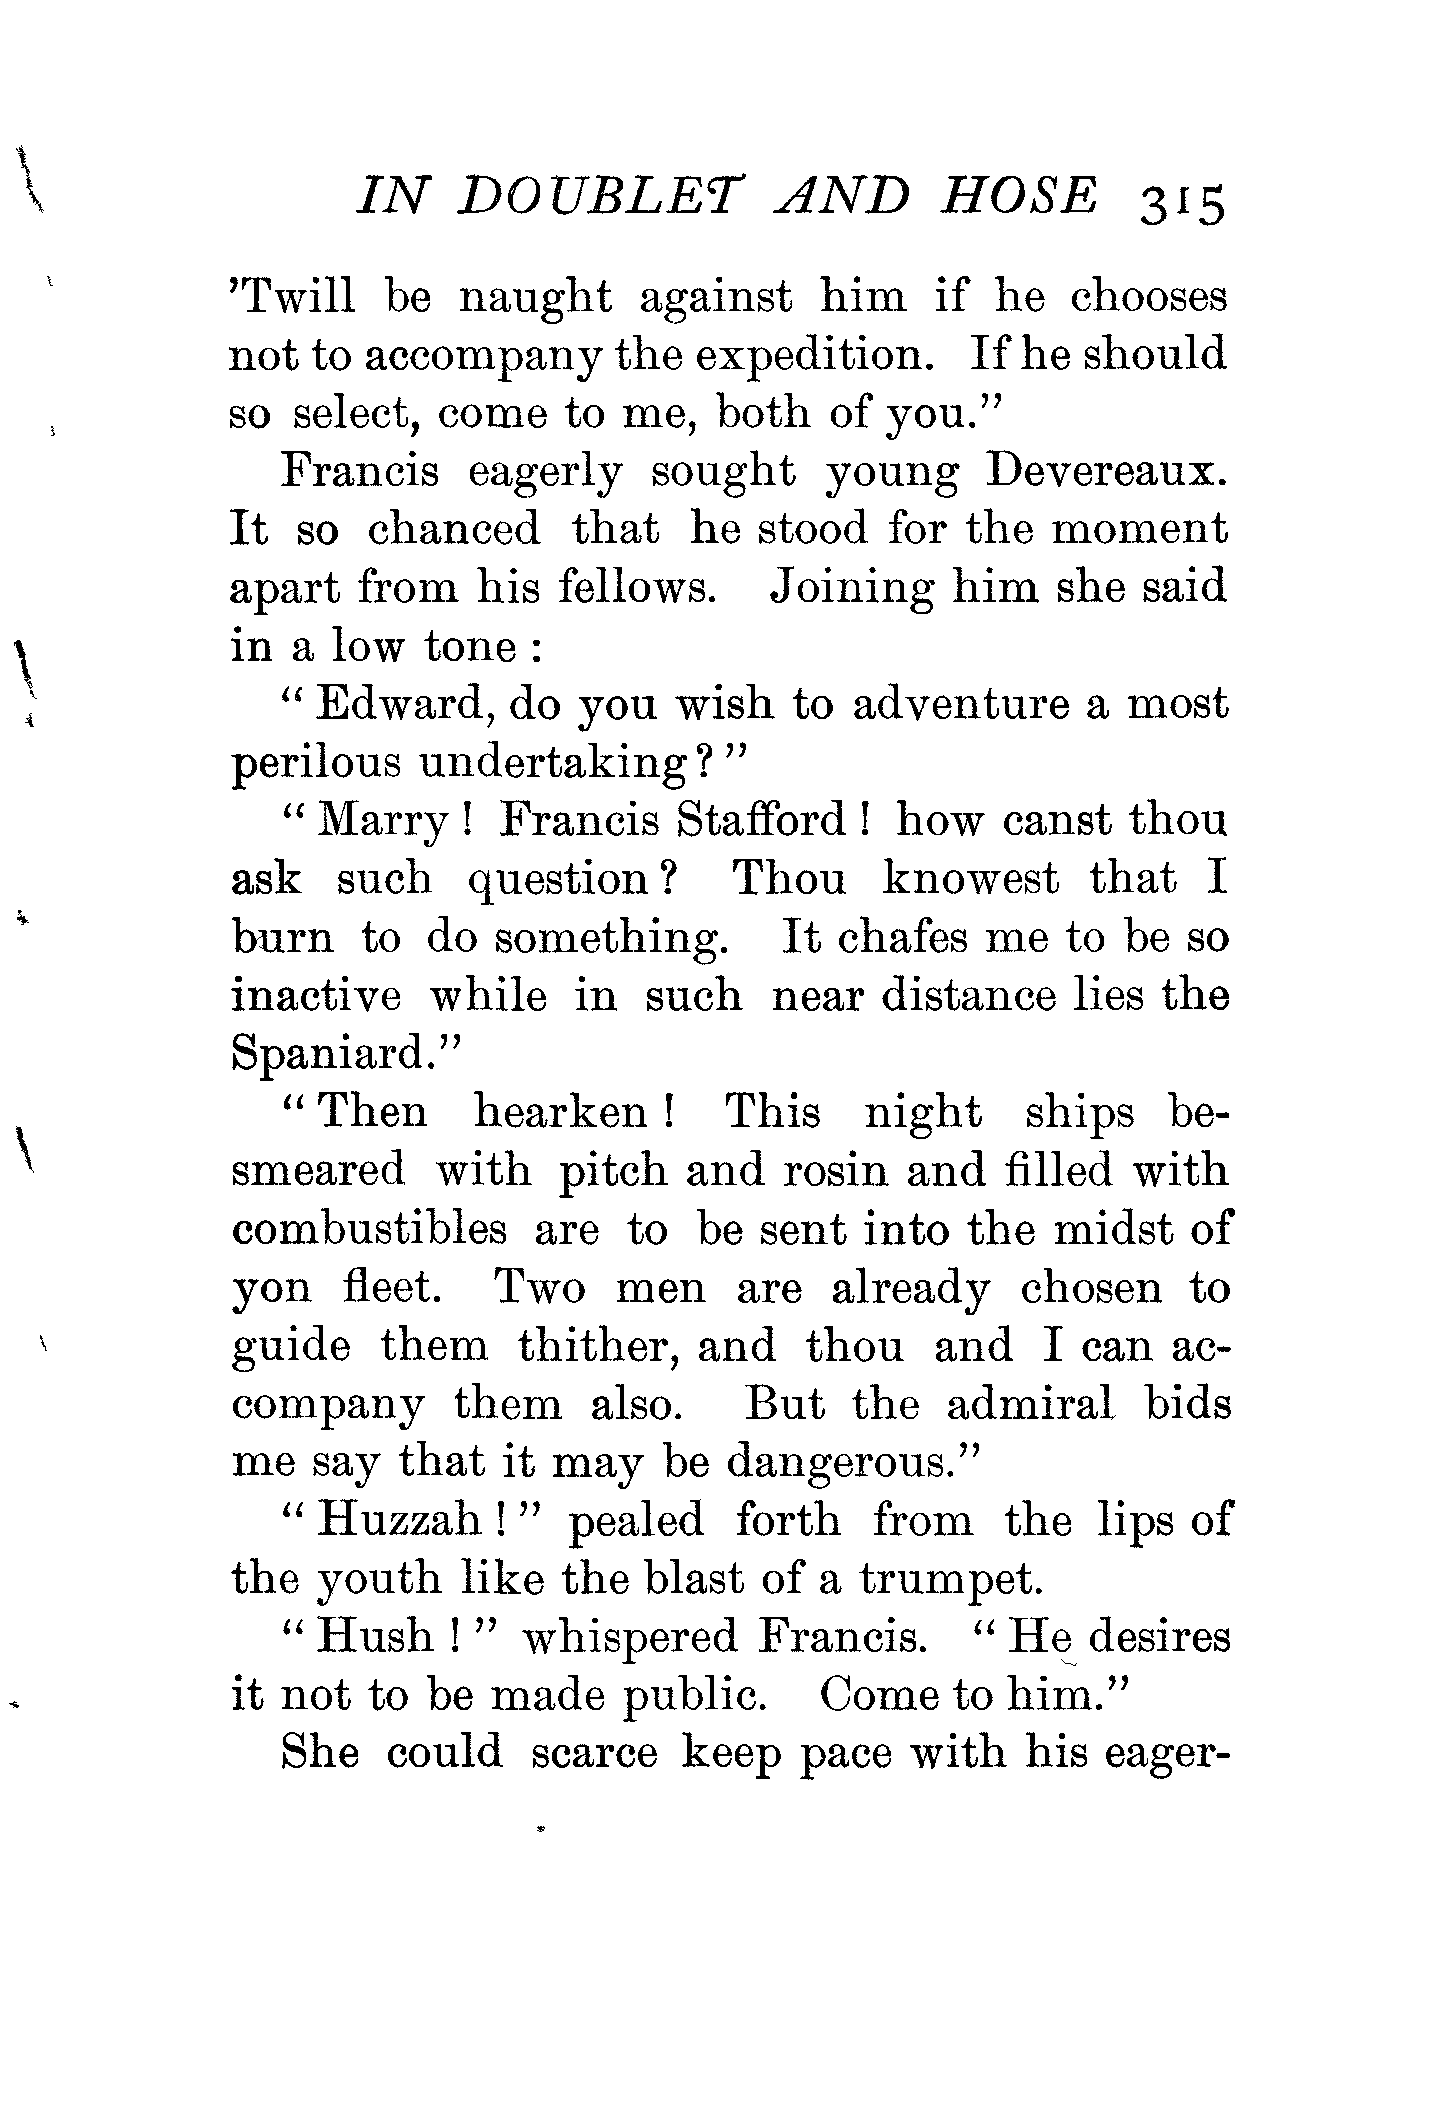 IN DOUBLET AND HOSE 315
’Twill be naught against him if he chooses
not to accompany the expedition. If he should
so select, come to me, both of you.”
Francis eagerly sought young Devereaux.
It so chanced that he stood for the moment
apart from his fellows. Joining him she said
in a low tone :
“ Edward, do you wish to adventure a most
perilous undertaking? ”
“ Marry ! Francis Stafford ! how canst thou
ask such question ? Thou knowest that I
burn to do something. It chafes me to be so
inactive while in such near distance lies the
Spaniard.”
“ Then hearken ! This night ships be-
smeared with pitch and rosin and filled with
combustibles are to be sent into the midst of
yon fleet. Two men are already chosen to
guide them thither, and thou and I can ac-
company them also. But the admiral bids
me say that it may be dangerous.”
“ Huzzah ! ” pealed forth from the lips of
the youth like the blast of a trumpet.
“ Hush ! ” whispered Francis. “ He desires
it not to be made public. Come to him.”
She could scarce keep pace with his eager-